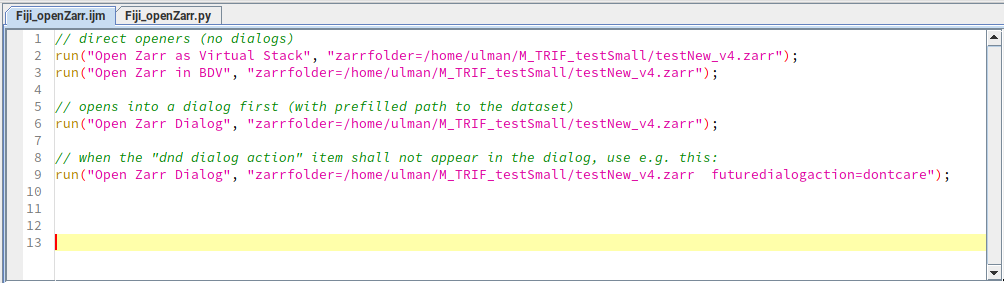 Fiji_openZarr.ijm Fiji_openZarr.py
1 // direct openers (no dialogs)
2 run("Open Zarr as Virtual Stack", "zarrfolder=/home/ulman/M_TRIF_testSmall/testNew_v4.zarr");
3 run("Open Zarr in BDV", "zarrfolder=/home/ulman/M_TRIF_testSmall/testNew_v4.zarr");
4
5 // opens into a dialog first (with prefilled path to the dataset)
6 run("Open Zarr Dialog", "zarrfolder=/home/ulman/M_TRIF_testSmall/testNew_v4.zarr");
7
8 // when the "dnd dialog action" item shall not appear in the dialog, use e.g. this:
9 run("Open Zarr Dialog", "zarrfolder=/home/ulman/M_TRIF_testSmall/testNew_v4.zarr  futuredialogaction=dontcare");
10
11
12
13